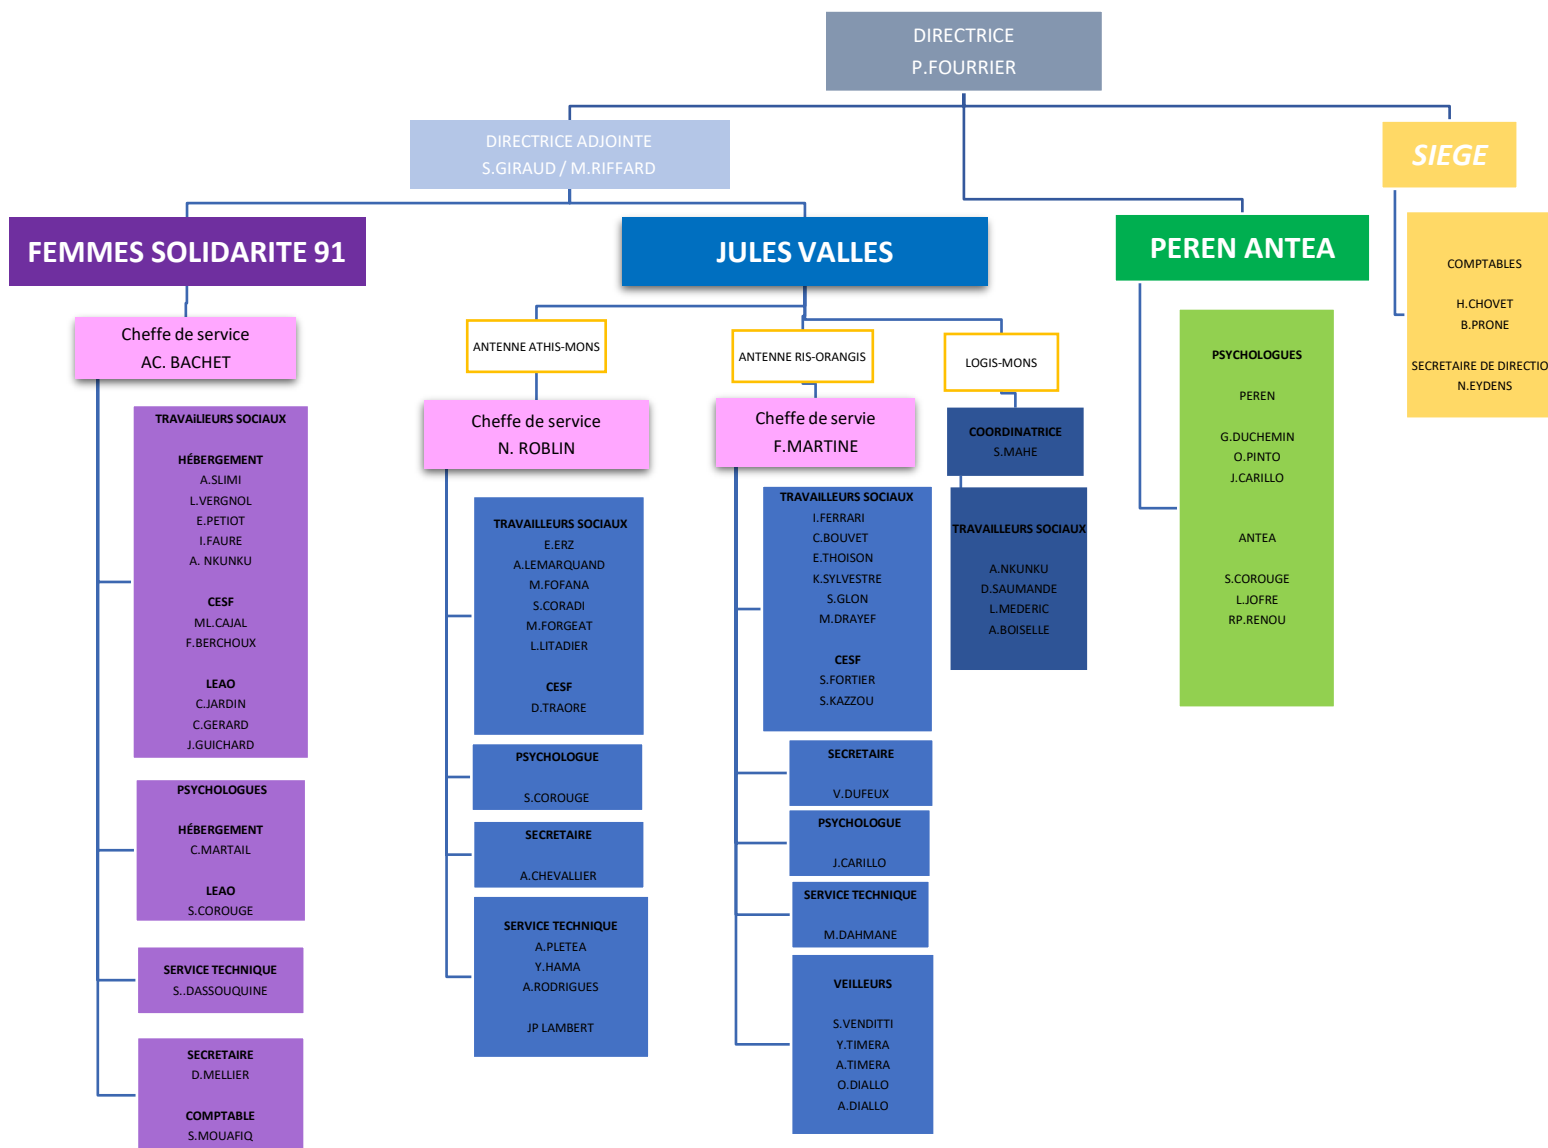 DIRECTRICE
P.FOURRIER
DIRECTRICE ADJOINTE
S.GIRAUD / M.RIFFARD
SIEGE
COMPTABLES
H.CHOVET
B.PRONE
SECRETAIRE DE DIRECTIO
N.EYDENS
FEMMES SOLIDARITE 91
Cheffe de service
AC. BACHET
TRAVAiLIEURS SOCIAUX
HÉBERGEMENT
A.SLIMI
L.VERGNOL
E.PETIOT
I.FAURE
A. NKUNKU
CESF
ML.CAJAL
F.BERCHOUX
LEAO
C.JARDIN
C.GERARD
J.GUICHARD
PSYCHOLOGUES
HÉBERGEMENT
C.MARTAIL
LEAO
S.COROUGE
SERVICE TECHNIQUE
S..DASSOUQUINE
SECRETAIRE
D.MELLIER
COMPTABLE
S.MOUAFIQ
JULES VALLES
ANTENNE ATHIS-MONS
Cheffe de service
N. ROBLIN
TRAVAILLEURS SOCIAUX
E.ERZ
A.LEMARQUAND
M.FOFANA
S.CORADI
M.FORGEAT
L.LITADIER
CESF
D.TRAORE
PSYCHOLOGUE
S.COROUGE
SECRETAIRE
A.CHEVALLIER
SERVICE TECHNIQUE
A.PLETEA
Y.HAMA
A.RODRIGUES
JP LAMBERT
ANTENNE RIS-ORANGIS
Cheffe de servie
F.MARTINE
TRAVAILLEURS SOCIAUX
I.FERRARI
C.BOUVET
E.THOISON
K.SYLVESTRE
S.GLON
M.DRAYEF
CESF
S.FORTIER
S.KAZZOU
SECRETAIRE
V.DUFEUX
PSYCHOLOGUE
J.CARILLO
SERVICE TECHNIQUE
M.DAHMANE
VEILLEURS
S.VENDITTI
Y.TIMERA
A.TIMERA
O.DIALLO
A.DIALLO
LOGIS-MONS
COORDINATRICE
S.MAHE
TRAVAILLEURS SOCIAUX
A.NKUNKU
D.SAUMANDE
L.MEDERIC
A.BOISELLE
PEREN ANTEA
PSYCHOLOGUES
PEREN
G.DUCHEMIN
O.PINTO
J.CARILLO
ANTEA
S.COROUGE
L.JOFRE
RP.RENOU